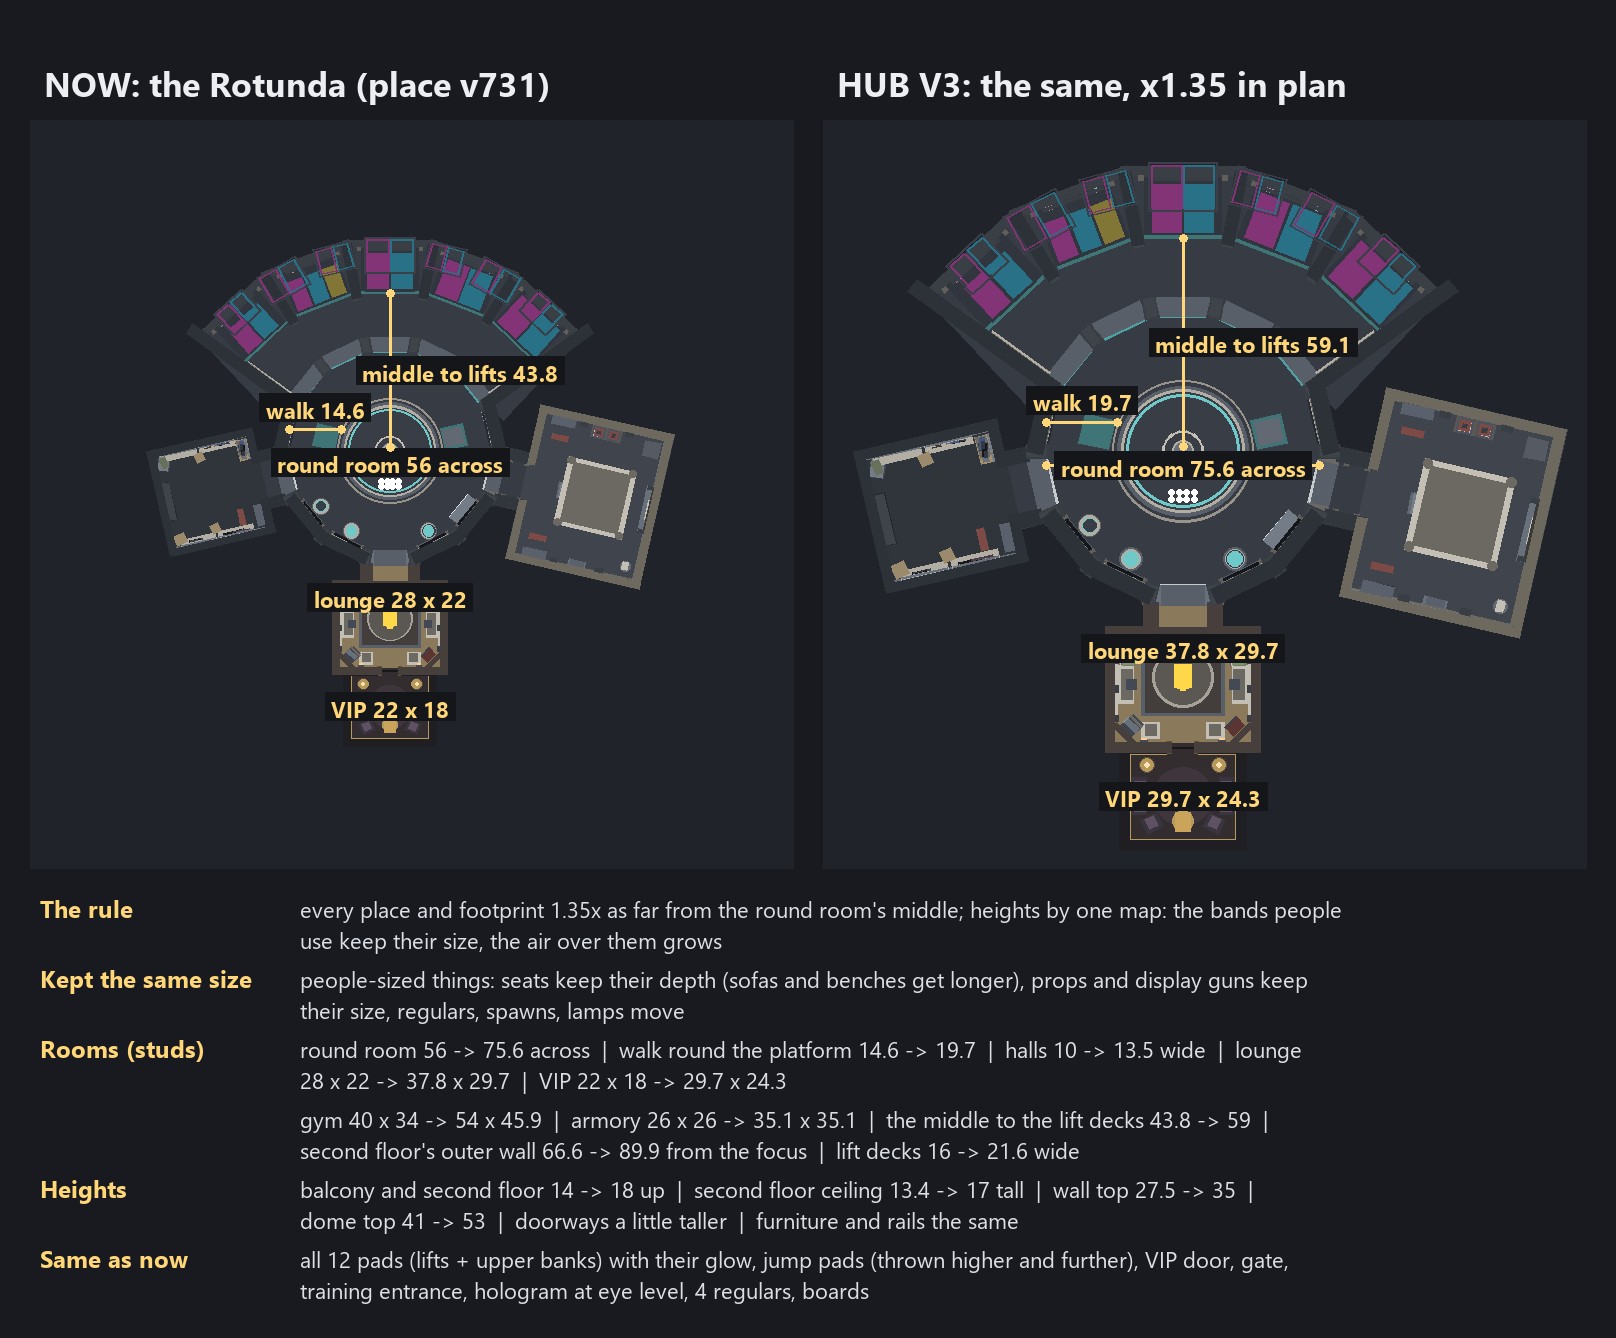 NOW: the Rotunda (place v731)
middle to lifts 43.8
walk 14.6
round room 56 across
lounge 28 x 22
VIP 22 x 18
HUB V3: the same, x1.35 in plan
middle to lifts 59.1
walk 19.7
round room 75.6 across
lounge 37.8 x 29.7
VIP 29.7 x 24.3
The rule
every place and footprint 1.35x as far from the round room's middle; heights by one map: the bands people
use keep their size, the air over them grows
Kept the same size
people-sized things: seats keep their depth (sofas and benches get longer), props and display guns keep
their size, regulars, spawns, lamps move
Rooms (studs)
round room 56 -> 75.6 across | walk round the platform 14.6 -> 19.7 | halls 10 -> 13.5 wide | lounge
28 x 22 -> 37.8 x 29.7 | VIP 22 x 18 -> 29.7 x 24.3
gym 40 x 34 -> 54 x 45.9 | armory 26 x 26 -> 35.1 x 35.1 | the middle to the lift decks 43.8 -> 59 |
second floor's outer wall 66.6 -> 89.9 from the focus | lift decks 16 -> 21.6 wide
Heights
balcony and second floor 14 -> 18 up | second floor ceiling 13.4 -> 17 tall | wall top 27.5 -> 35 |
dome top 41 -> 53 | doorways a little taller | furniture and rails the same
Same as now
all 12 pads (lifts + upper banks) with their glow, jump pads (thrown higher and further), VIP door, gate,
training entrance, hologram at eye level, 4 regulars, boards